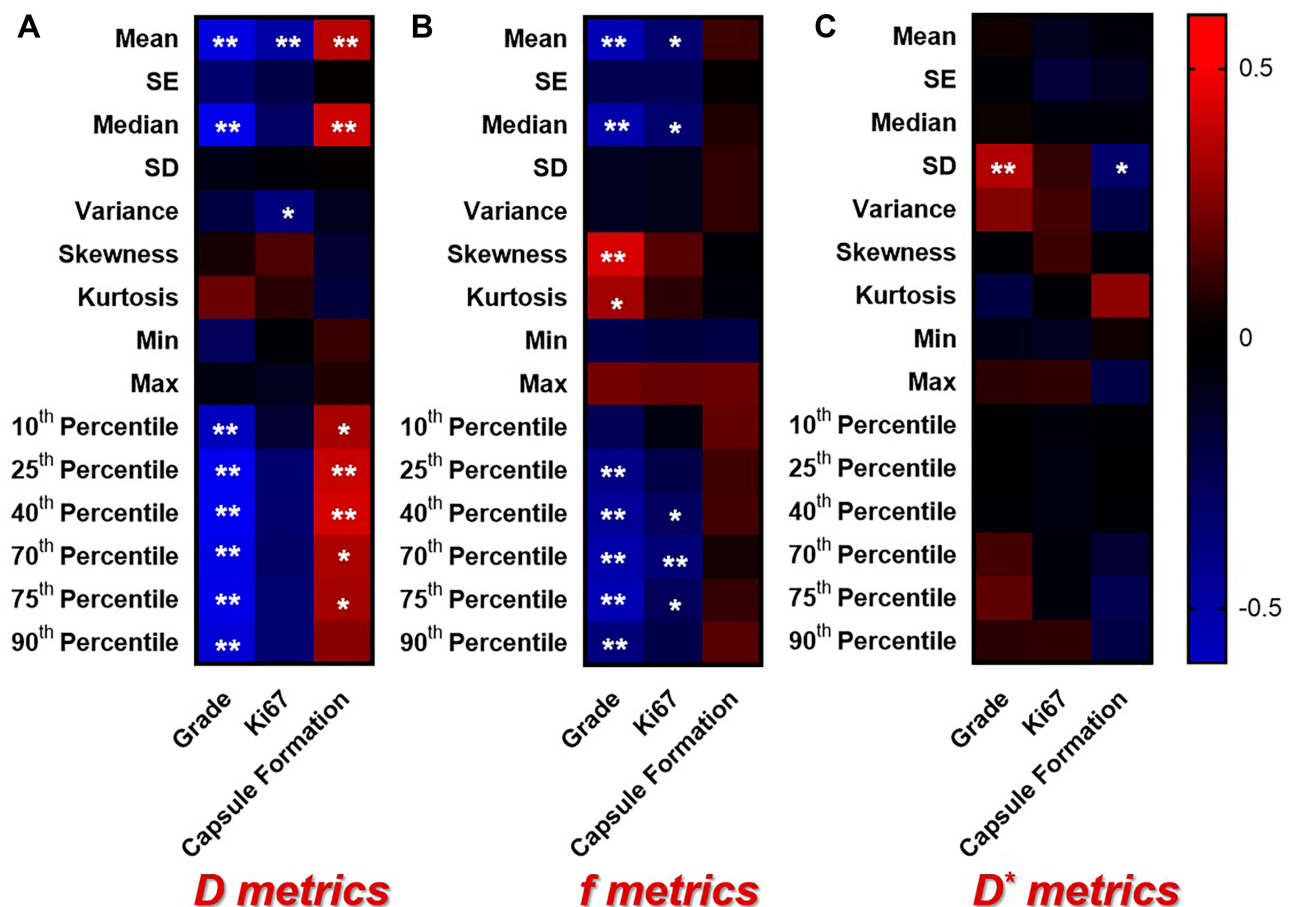 A
B
C
Mean ** ** **
SE
Median ** **
SD
Variance *
Skewness
Kurtosis
Min
Max
10th Percentile ** *
25th Percentile ** **
40th Percentile ** **
70th Percentile ** *
75th Percentile ** *
90th Percentile **
Grade
Ki67
Capsule Formation
D metrics
Mean ** *
SE
Median ** *
SD
Variance
Skewness **
Kurtosis *
Min
Max
10th Percentile
25th Percentile **
40th Percentile ** *
70th Percentile ** **
75th Percentile ** *
90th Percentile **
Grade
Ki67
Capsule Formation
f metrics
Mean
SE
Median
SD ** *
Variance
Skewness
Kurtosis
Min
Max
10th Percentile
25th Percentile
40th Percentile
70th Percentile
75th Percentile
90th Percentile
Grade
Ki67
Capsule Formation
D* metrics
0.5
0
-0.5